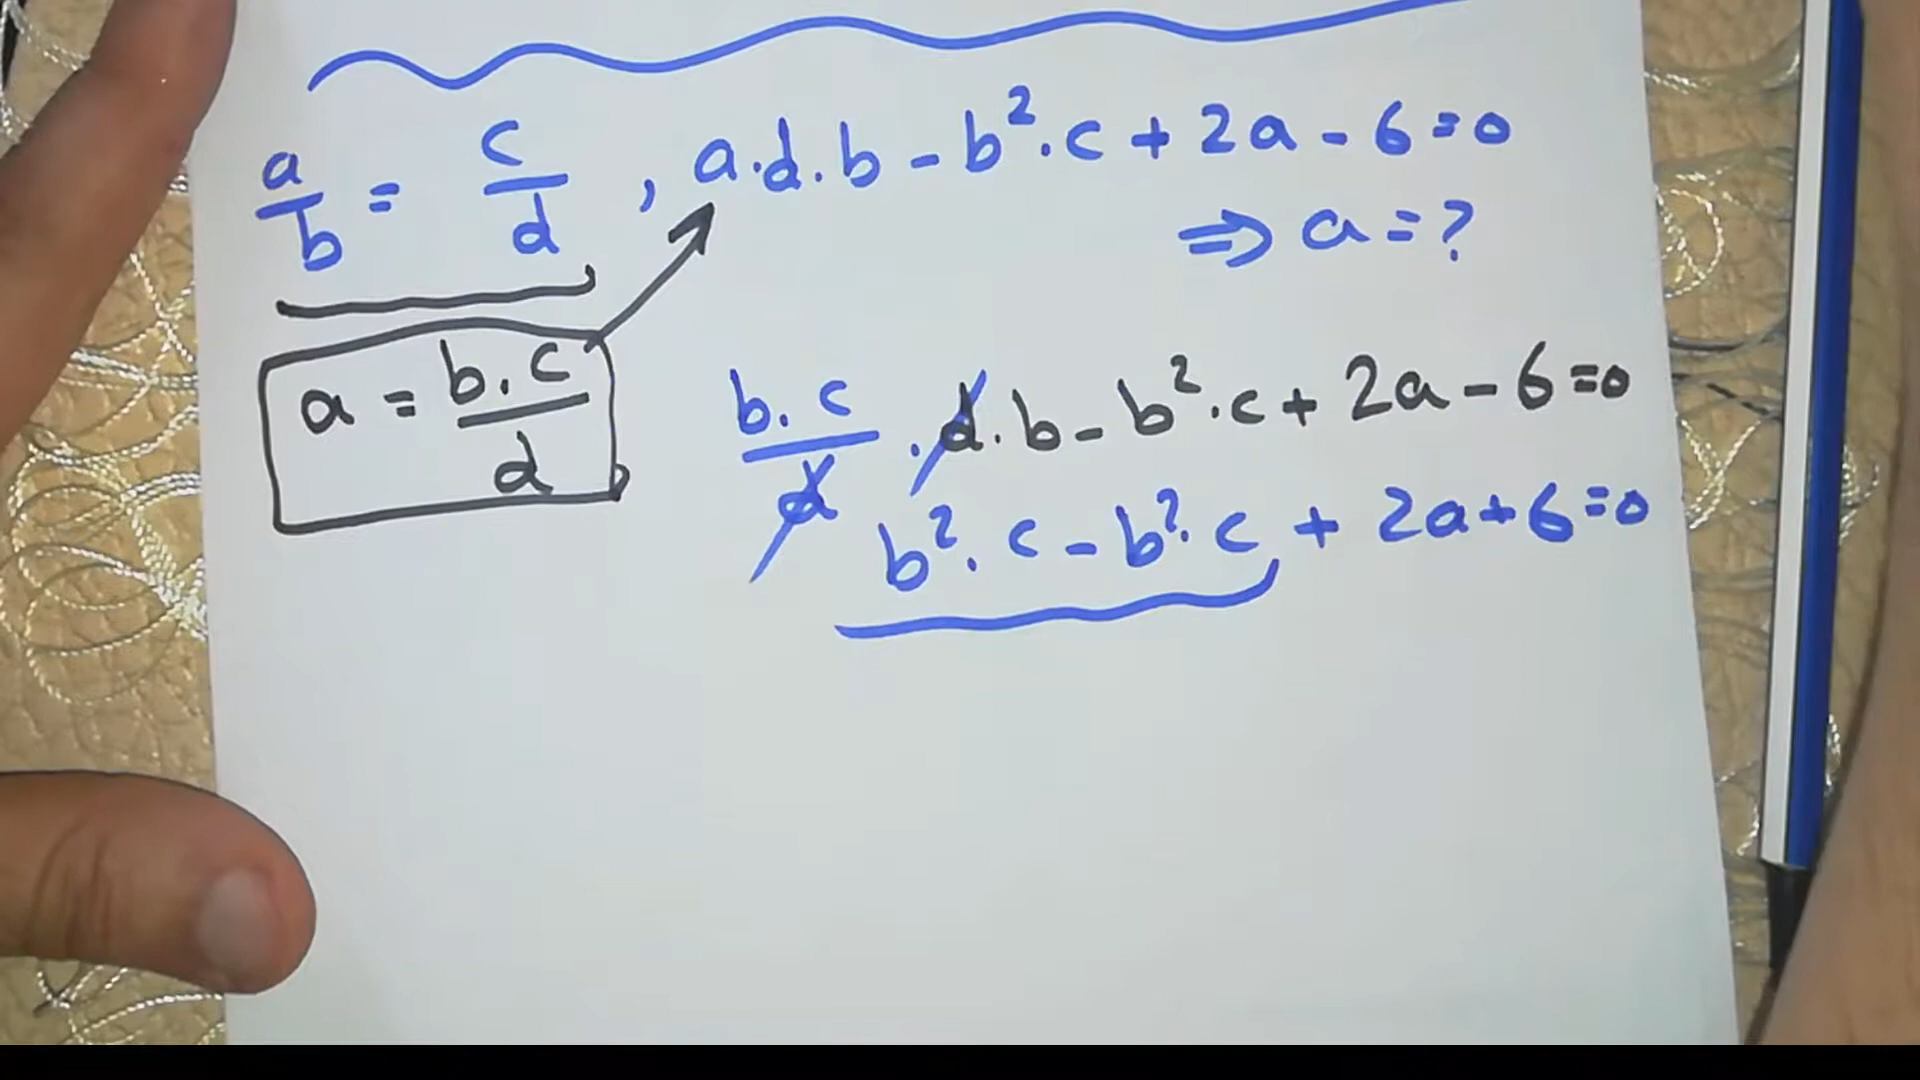 a/b = c/d , a.d.b - b².c + 2a - 6 = 0
⇒ a = ?
a = b.c/d
b.c/d . d.b - b².c + 2a - 6 = 0
b².c - b².c + 2a + 6 = 0